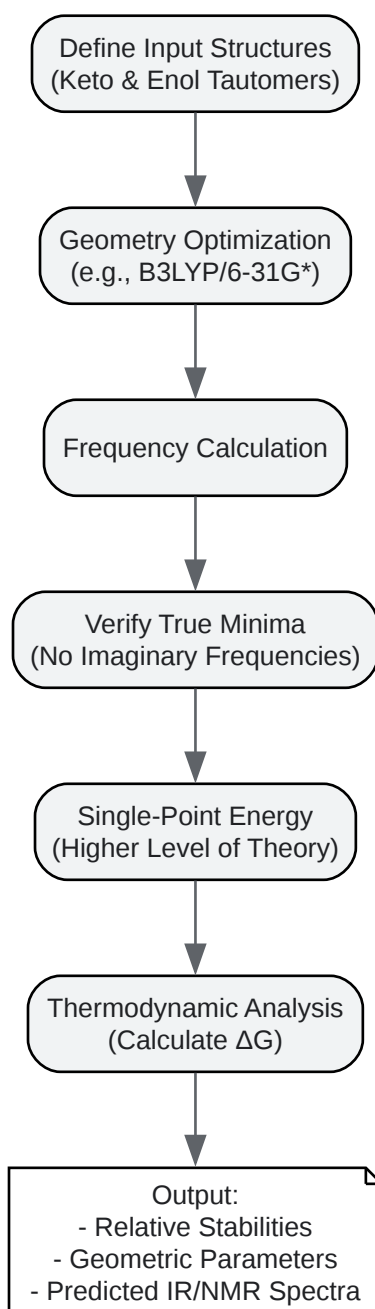 Define Input Structures
(Keto & Enol Tautomers)
Geometry Optimization
(e.g., B3LYP/6-31G*)
Frequency Calculation
Verify True Minima
(No Imaginary Frequencies)
Single-Point Energy
(Higher Level of Theory)
Thermodynamic Analysis
(Calculate ΔG)
Output:
- Relative Stabilities
- Geometric Parameters
- Predicted IR/NMR Spectra